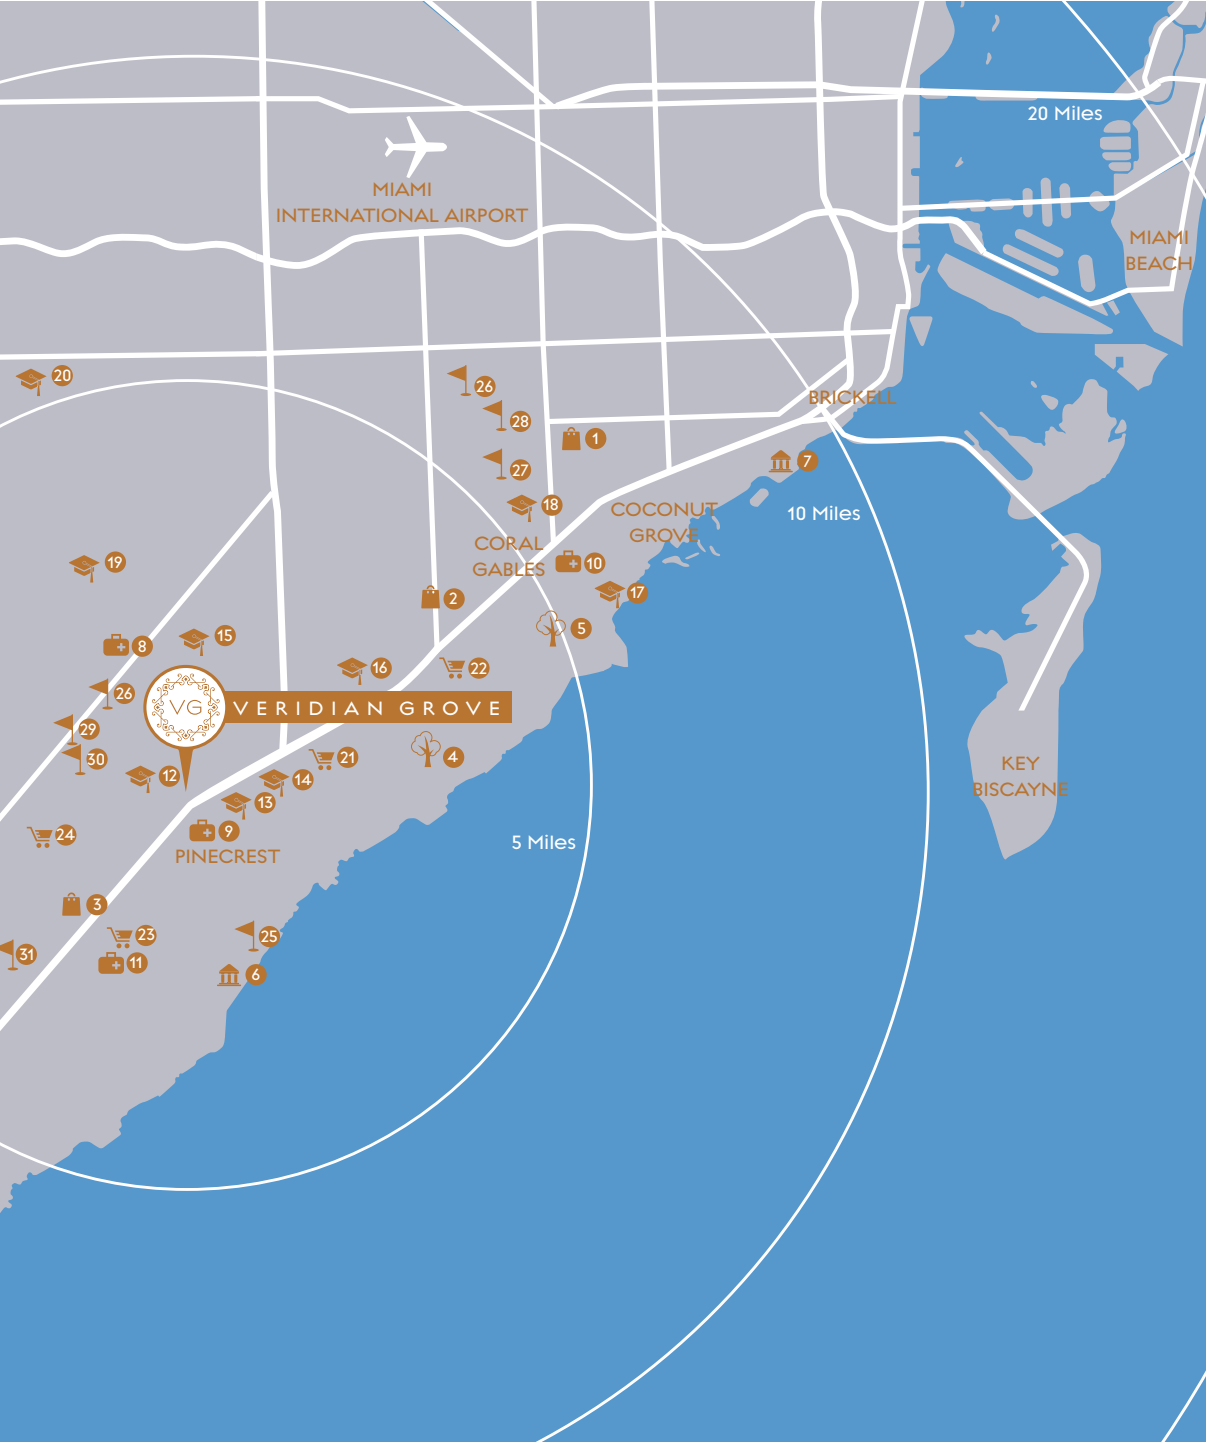 20 Miles
MIAMI
INTERNATIONAL AIRPORT
MIAMI
BEACH
20
26
28
1
27
BRICKELL
7
18
COCONUT
GROVE
10 Miles
CORAL
GABLES
10
19
2
17
5
15
8
16
22
26
VG
VERIDIAN GROVE
29
30
21
4
12
14
13
KEY
BISCAYNE
9
24
5 Miles
PINECREST
3
23
25
31
11
6